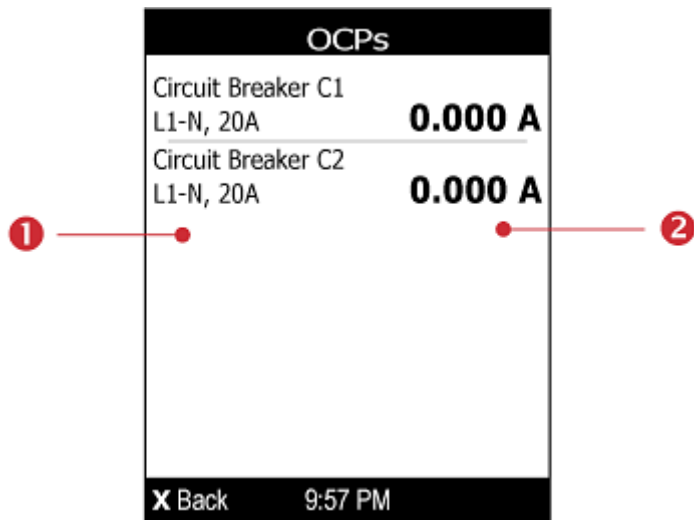 OCPs
Circuit Breaker C1
L1-N, 20A 0.000 A
Circuit Breaker C2
L1-N, 20A 0.000 A
1 2
X Back 9:57 PM